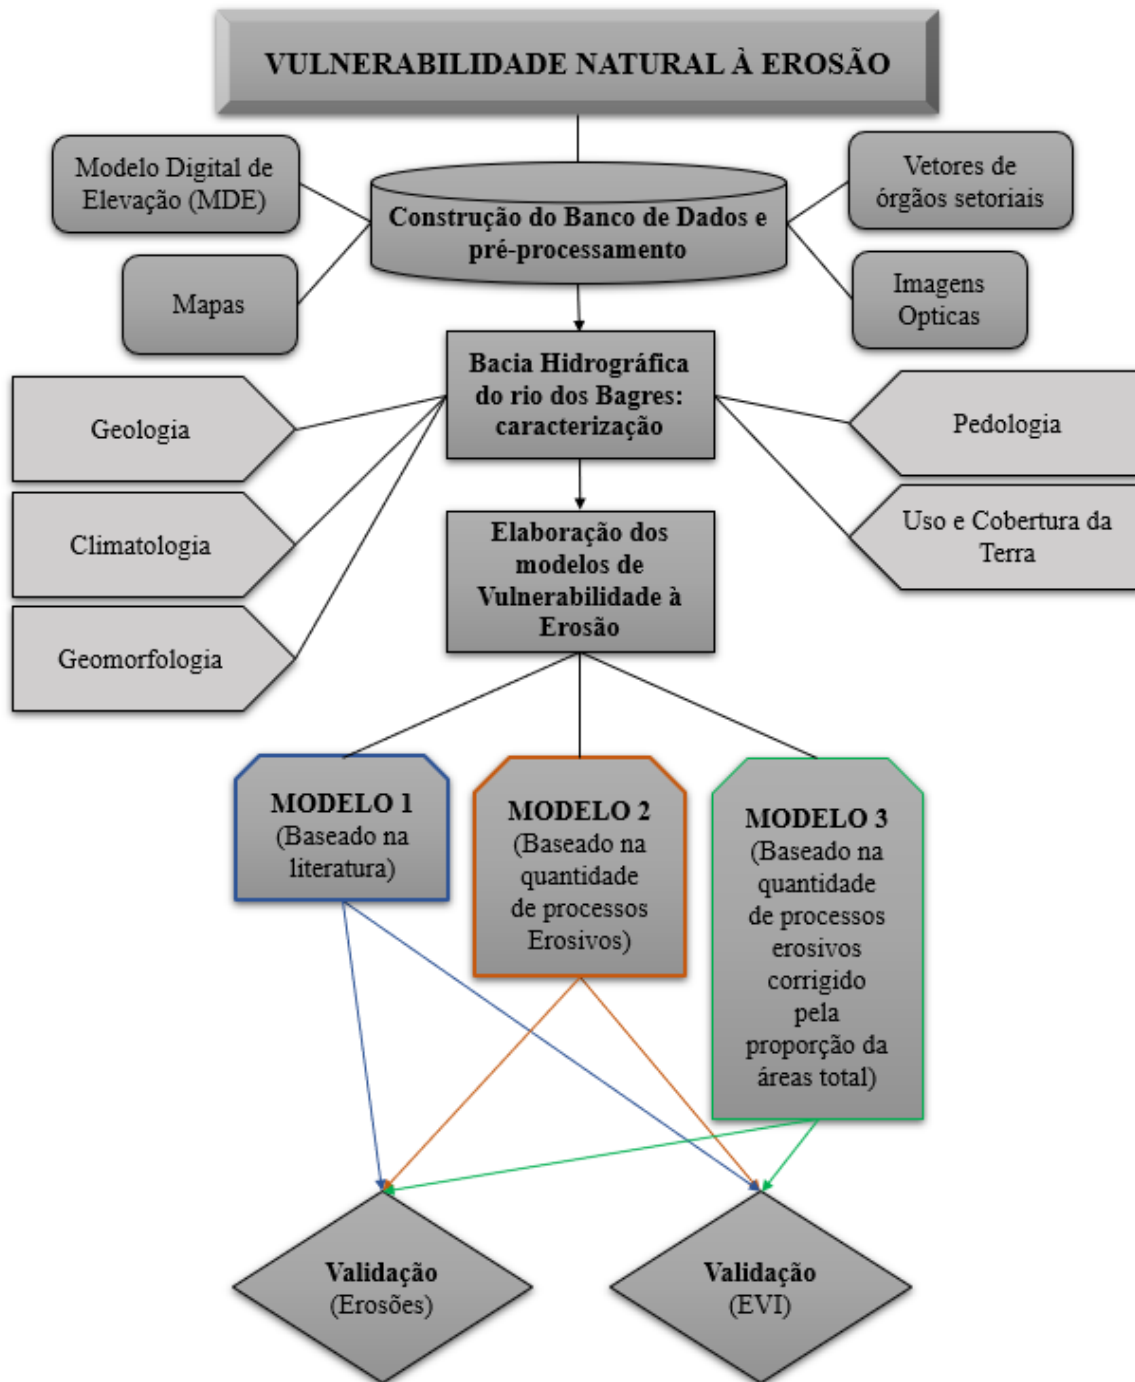 VULNERABILIDADE NATURAL À EROSÃO
Modelo Digital de
Elevação (MDE)
Construção do Banco de Dados e
pré-processamento
Vetores de
órgãos setoriais
Mapas
Imagens
Opticas
Bacia Hidrográfica
do rio dos Bagres:
caracterização
Geologia
Climatologia
Geomorfologia
Pedologia
Uso e Cobertura da
Terra
Elaboração dos
modelos de
Vulnerabilidade à
Erosão
MODELO 1
(Baseado na
literatura)
MODELO 2
(Baseado na
quantidade
de processos
Erosivos)
MODELO 3
(Baseado na
quantidade
de processos
erosivos
corrigido
pela
proporção da
áreas total)
Validação
(Erosões)
Validação
(EVI)